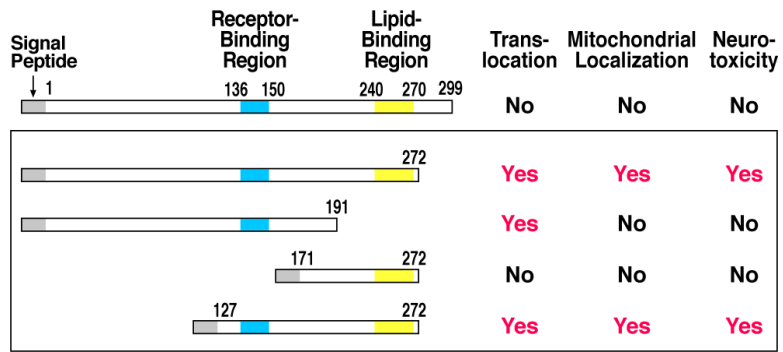 Receptor- Lipid-
Signal Binding Binding Trans- Mitochondrial Neuro-
Peptide Region Region location Localization toxicity
1 136 150 240 270 299
No No No
272
Yes Yes Yes
191
Yes No No
171 272
No No No
127 272
Yes Yes Yes